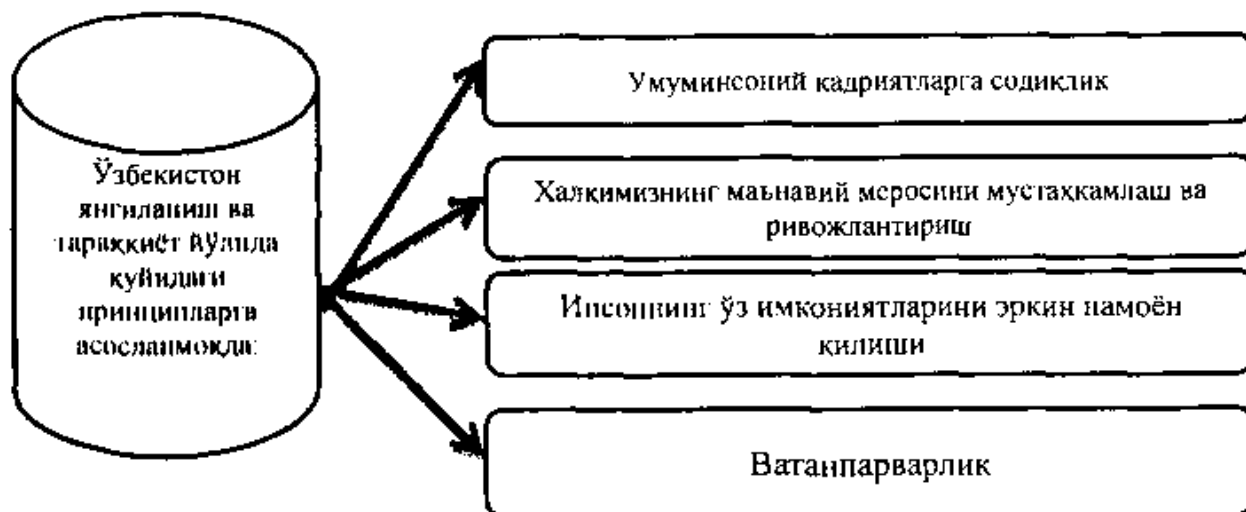 Ўзбекистон
янгиланиш ва
тараққиёт йўлида
қуйидаги
принципларга
асосланмоқда:
Умуминсоний қадриятларга содиқлик
Халқимизнинг маънавий меросини мустаҳкамлаш ва
ривожлантириш
Инсоннинг ўз имкониятларини эркин намоён
қилиши
Ватанпарварлик